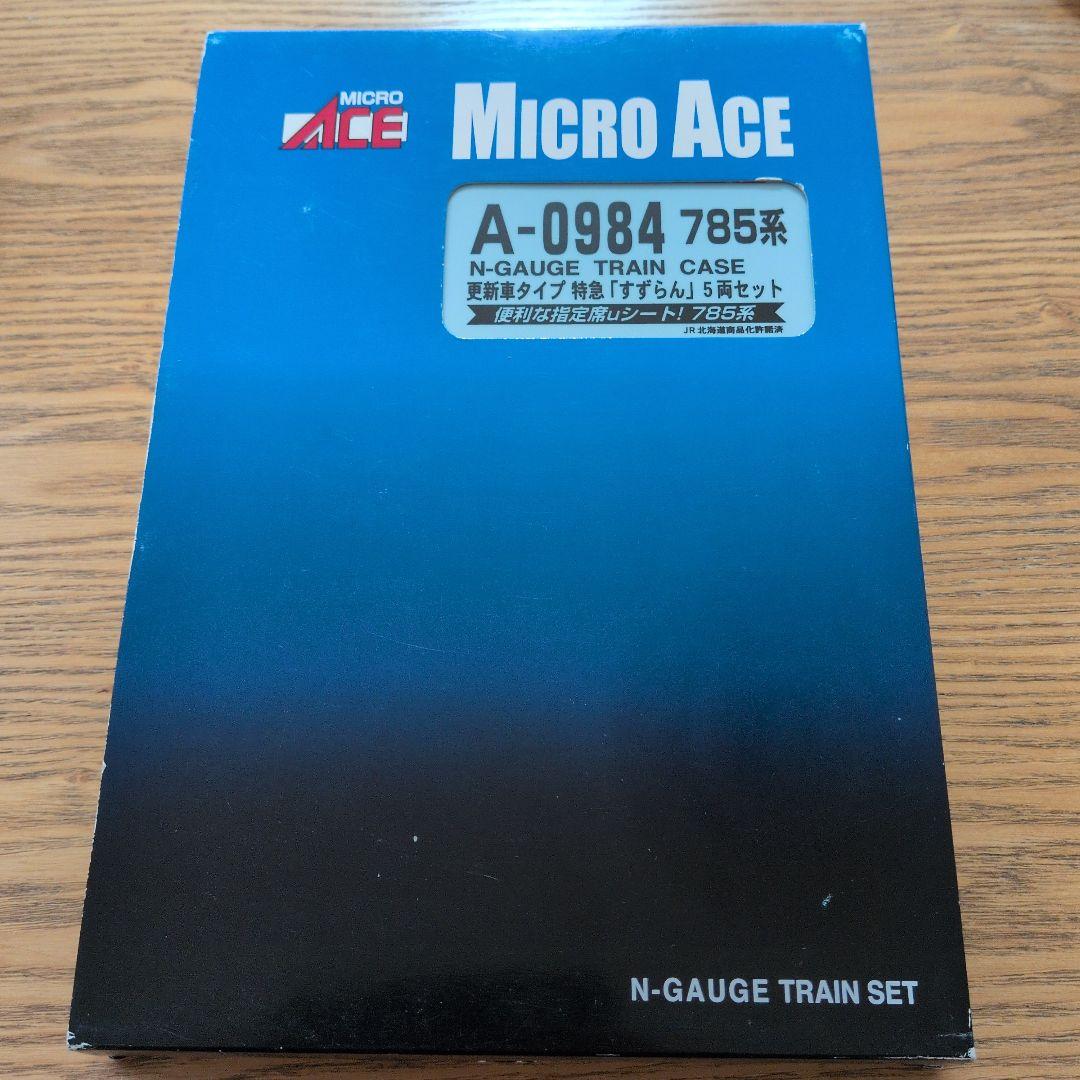 MICRO
ACE
MICRO ACE
A-0984 785系
N-GAUGE TRAIN CASE
更新車タイプ 特急「すずらん」5両セット
便利な指定席uシート! 785系
JR北海道商品化許諾済
N-GAUGE TRAIN SET